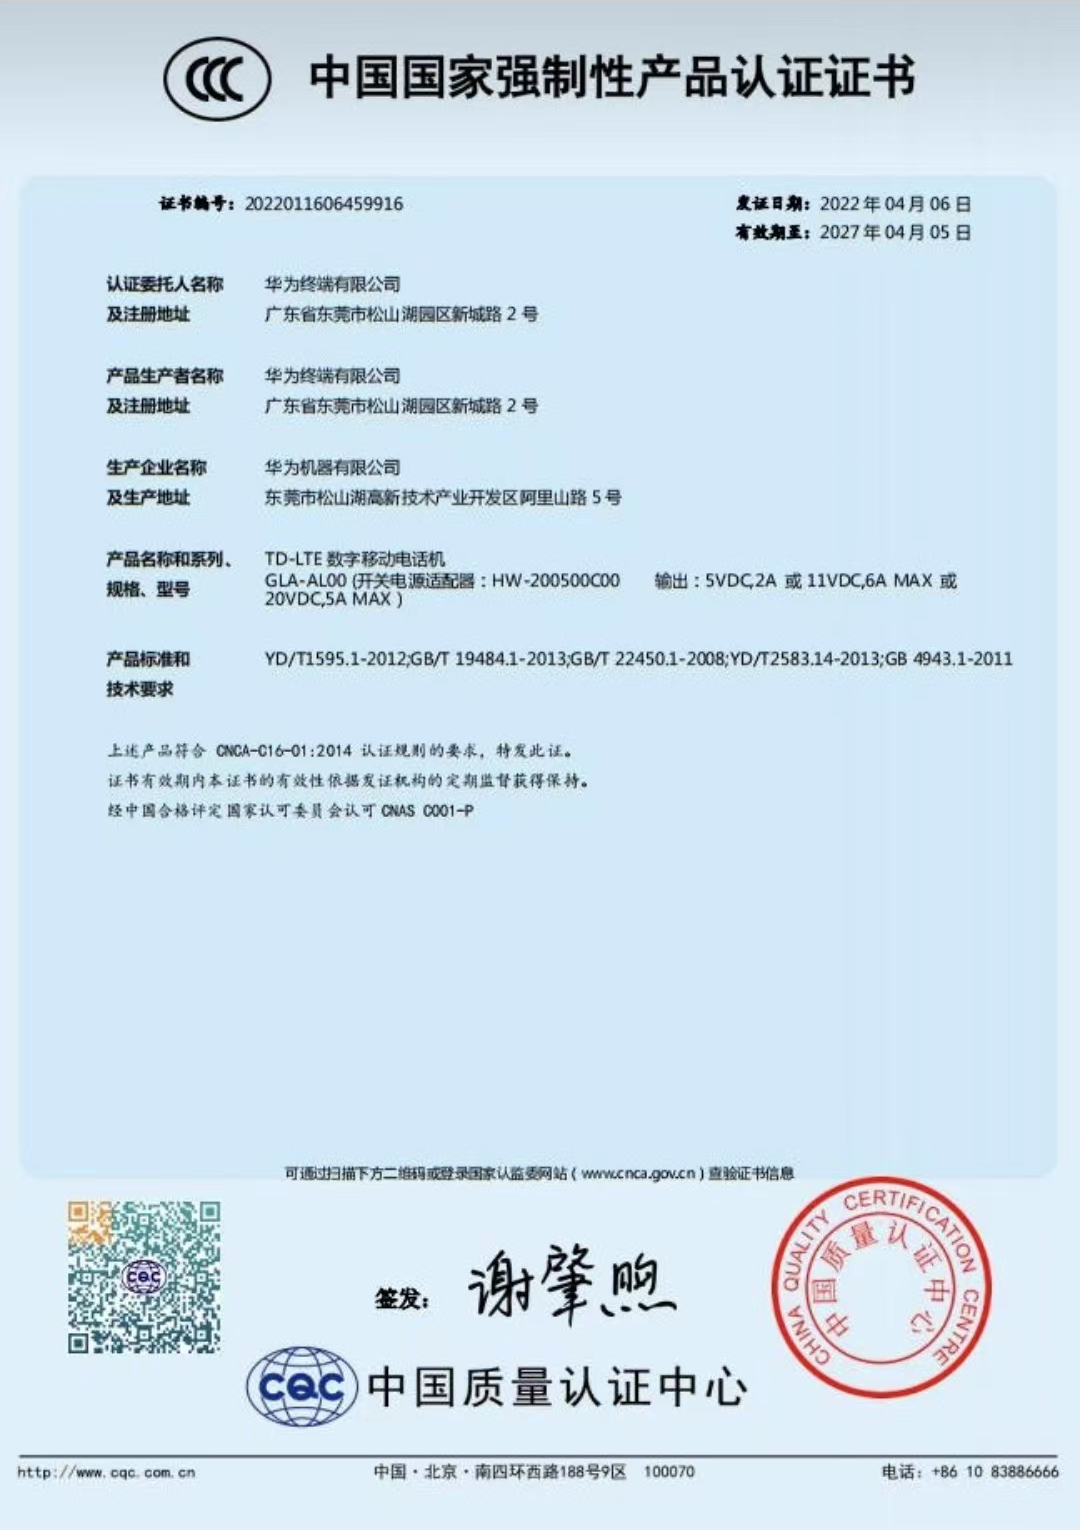 中国国家强制性产品认证证书
证书编号：2022011606459916
发证日期：2022 年 04 月 06 日
有效期至：2027 年 04 月 05 日
认证委托人名称 华为终端有限公司
及注册地址 广东省东莞市松山湖园区新城路 2 号
产品生产者名称 华为终端有限公司
及注册地址 广东省东莞市松山湖园区新城路 2 号
生产企业名称 华为机器有限公司
及生产地址 东莞市松山湖高新技术产业开发区阿里山路 5 号
产品名称和系列、 TD-LTE 数字移动电话机
规格、型号 GLA-AL00 (开关电源适配器：HW-200500C00 输出：5VDC,2A 或 11VDC,6A MAX 或
20VDC,5A MAX )
产品标准和 YD/T1595.1-2012;GB/T 19484.1-2013;GB/T 22450.1-2008;YD/T2583.14-2013;GB 4943.1-2011
技术要求
上述产品符合 CNCA-C16-01:2014 认证规则的要求，特发此证。
证书有效期内本证书的有效性依据发证机构的定期监督获得保持。
经中国合格评定国家认可委员会认可 CNAS C001-P
可通过扫描下方二维码或登录国家认监委网站（www.cnca.gov.cn）查验证书信息
CQC
签发： 谢肇煦
CHINA QUALITY CERTIFICATION CENTRE
中国质量认证中心
CQC 中国质量认证中心
http://www.cqc.com.cn
中国·北京·南四环西路188号9区 100070
电话：+86 10 83886666